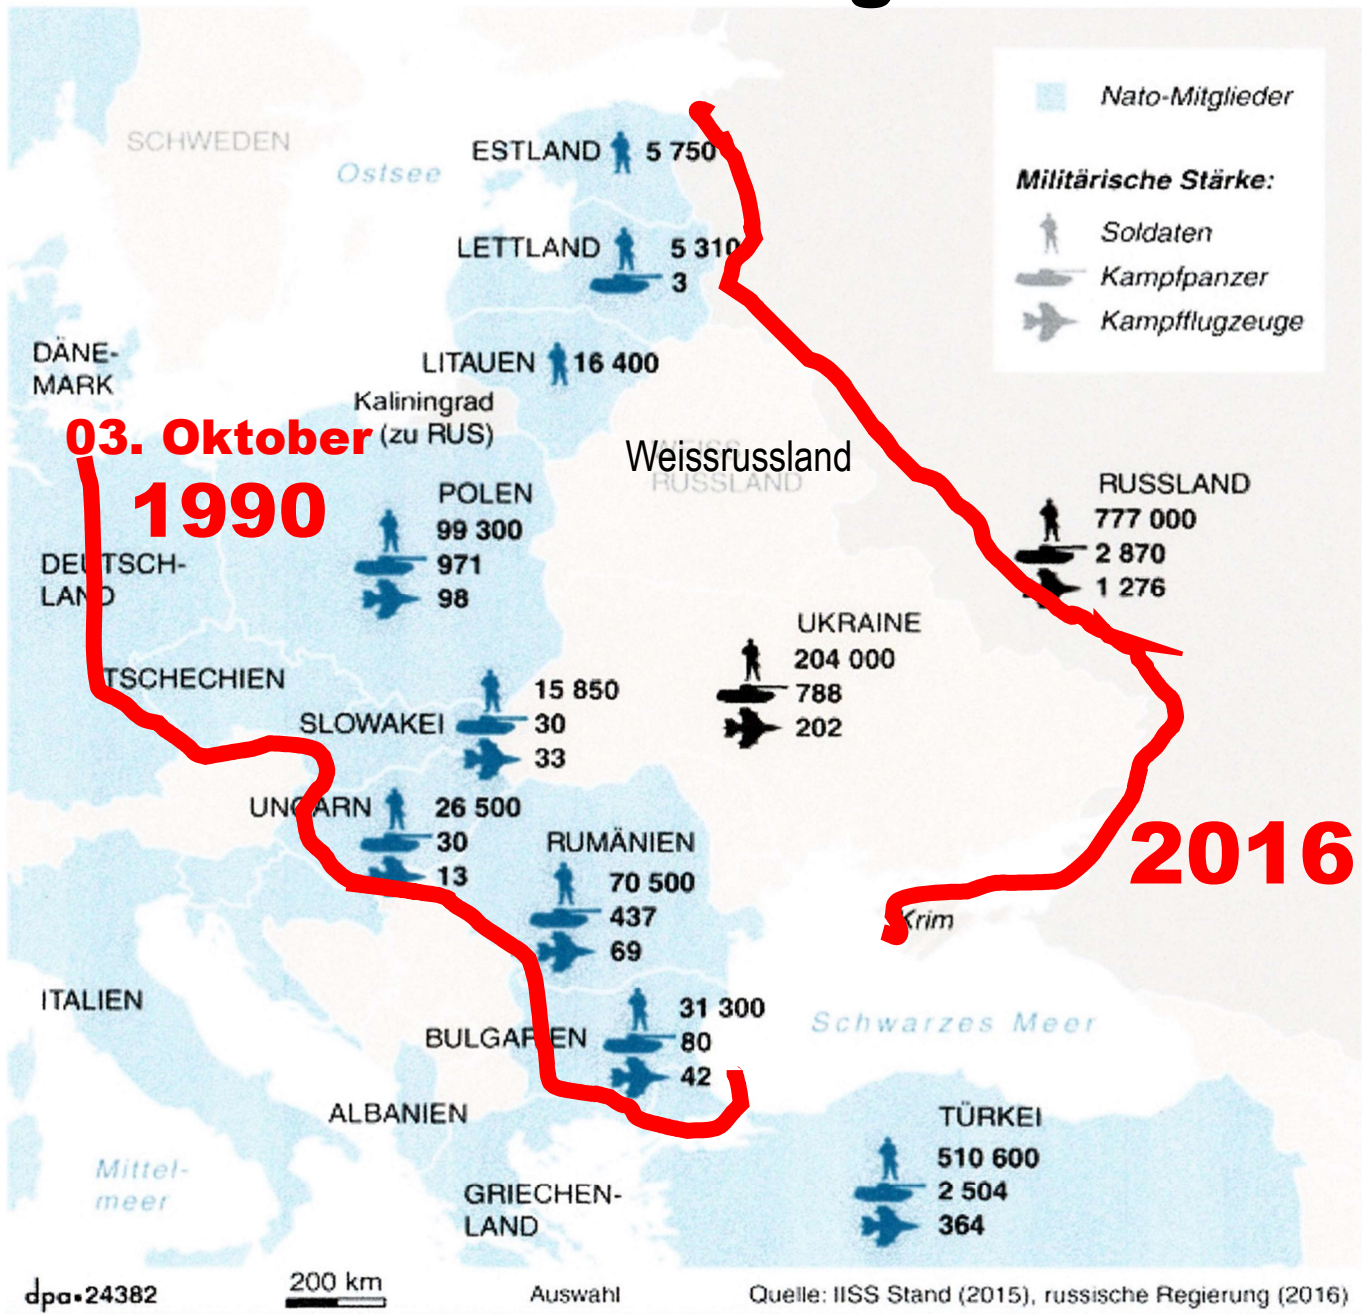 g
Nato-Mitglieder
Militärische Stärke:
Soldaten
Kampfpanzer
Kampfflugzeuge
SCHWEDEN
Ostsee
ESTLAND 5 750
LETTLAND 5 310
3
LITAUEN 16 400
DÄNE-
MARK
Kaliningrad
(zu RUS)
03. Oktober
1990
WEISS
RUSSLAND
Weissrussland
POLEN
99 300
971
98
DEUTSCH-
LAND
RUSSLAND
777 000
2 870
1 276
UKRAINE
204 000
788
202
TSCHECHIEN
SLOWAKEI
15 850
30
33
UNGARN
26 500
30
13
RUMÄNIEN
70 500
437
69
2016
Krim
ITALIEN
BULGARIEN
31 300
80
42
Schwarzes Meer
ALBANIEN
TÜRKEI
510 600
2 504
364
Mittel-
meer
GRIECHEN-
LAND
dpa•24382
200 km
Auswahl
Quelle: IISS Stand (2015), russische Regierung (2016)